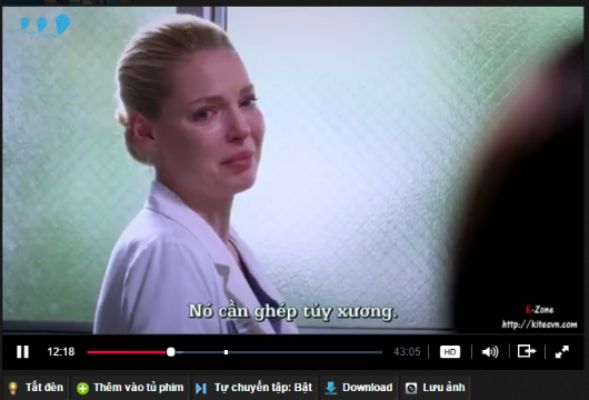 Nó cần ghép tủy xương.
E-Zone
http://kitesvn.com
12:18
43:05
HD
Tắt đèn
Thêm vào tủ phim
Tự chuyển tập: Bật
Download
Lưu ảnh